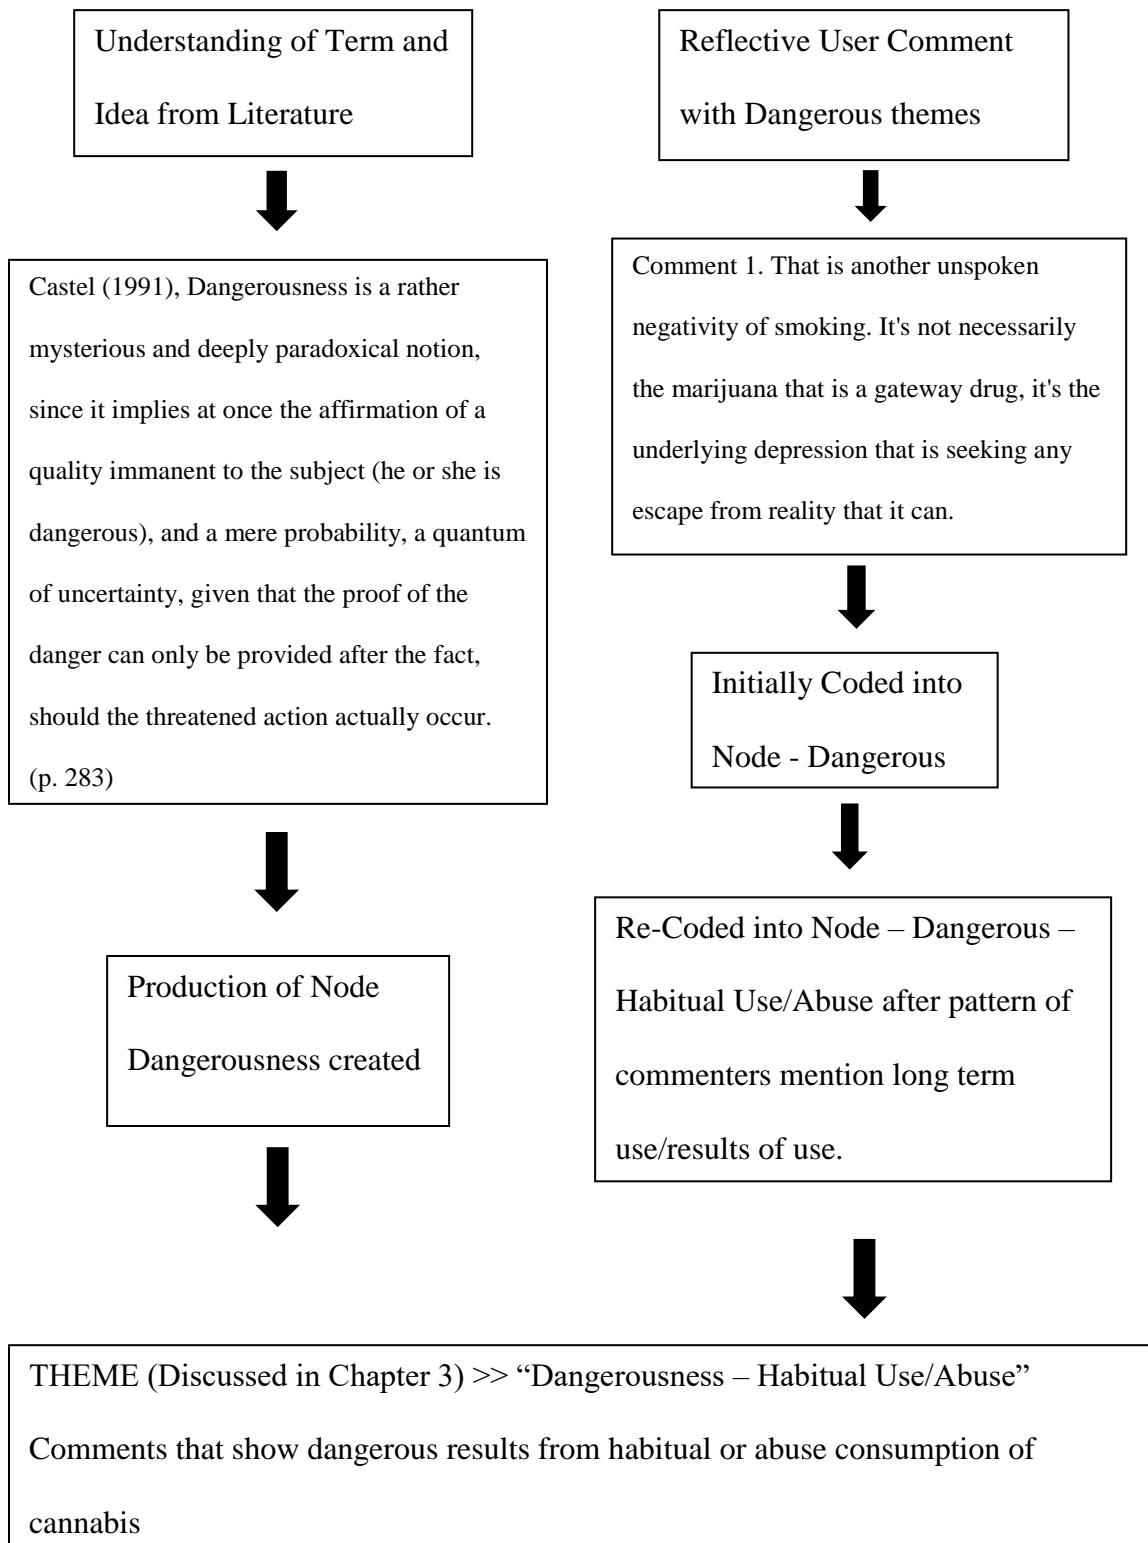 Understanding of Term and
Idea from Literature
Castel (1991), Dangerousness is a rather
mysterious and deeply paradoxical notion,
since it implies at once the affirmation of a
quality immanent to the subject (he or she is
dangerous), and a mere probability, a quantum
of uncertainty, given that the proof of the
danger can only be provided after the fact,
should the threatened action actually occur.
(p. 283)
Production of Node
Dangerousness created
Reflective User Comment
with Dangerous themes
Comment 1. That is another unspoken
negativity of smoking. It's not necessarily
the marijuana that is a gateway drug, it's the
underlying depression that is seeking any
escape from reality that it can.
Initially Coded into
Node - Dangerous
Re-Coded into Node – Dangerous –
Habitual Use/Abuse after pattern of
commenters mention long term
use/results of use.
THEME (Discussed in Chapter 3) >> “Dangerousness – Habitual Use/Abuse”
Comments that show dangerous results from habitual or abuse consumption of
cannabis